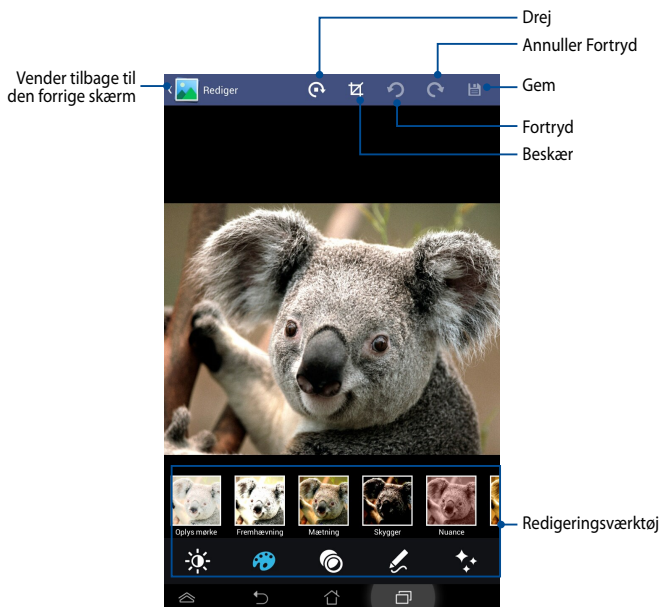 Drej
Annuller Fortryd
Vender tilbage til
den forrige skærm
Rediger
Gem
Fortryd
Beskær
Oplys mørke
Fremhævning
Mætning
Skygger
Nuance
Redigeringsværktøj